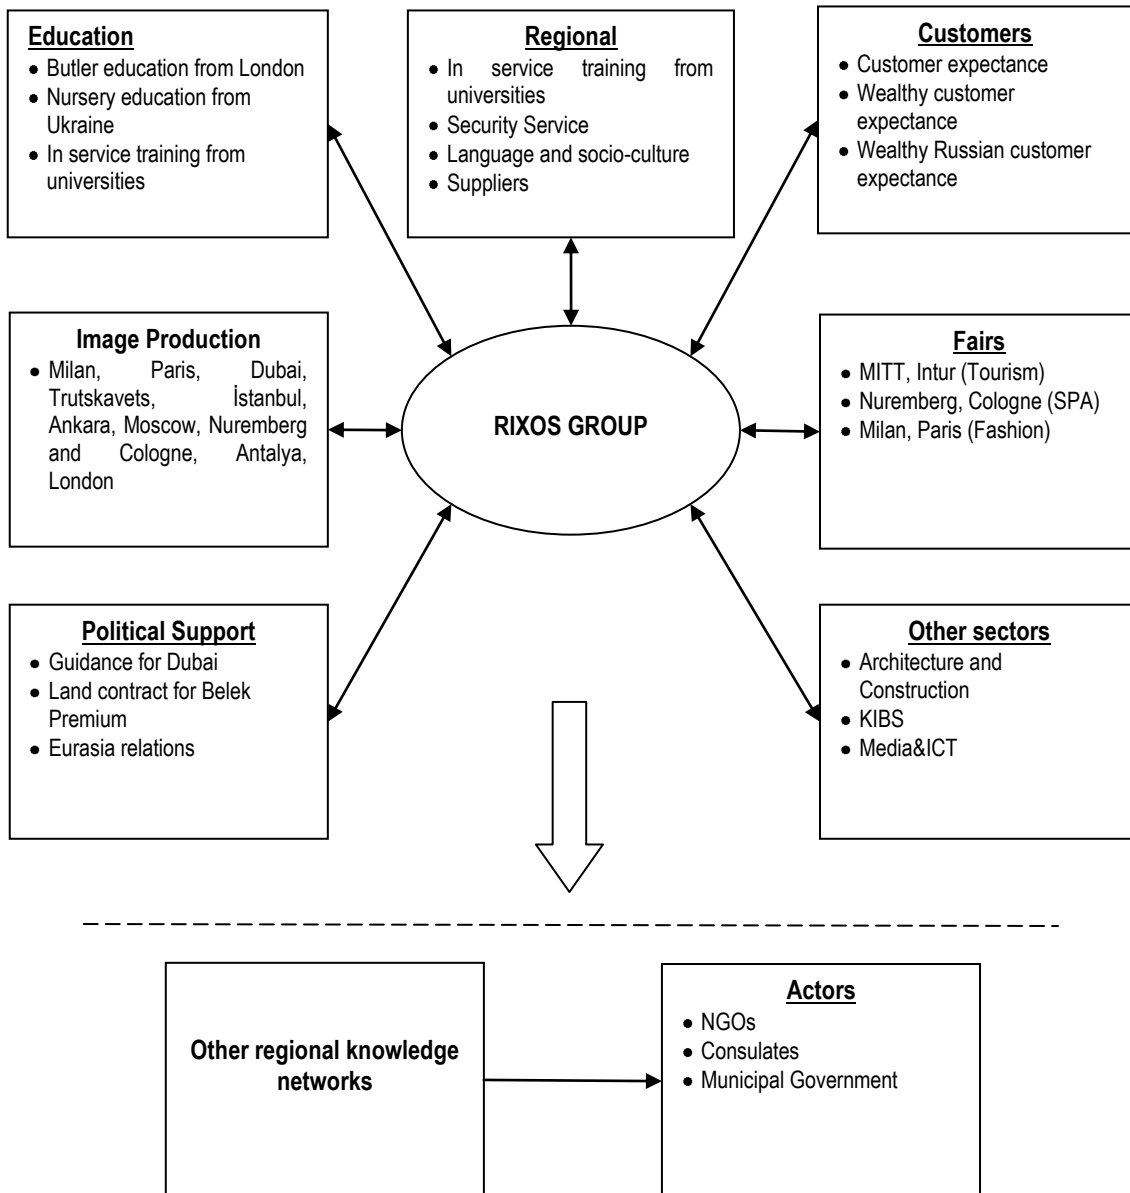 Education
• Butler education from London
• Nursery education from
Ukraine
• In service training from
universities
Regional
• In service training from
universities
• Security Service
• Language and socio-culture
• Suppliers
Customers
• Customer expectance
• Wealthy customer
expectance
• Wealthy Russian customer
expectance
Image Production
• Milan, Paris, Dubai,
Trutskavets, İstanbul,
Ankara, Moscow, Nuremberg
and Cologne, Antalya,
London
RIXOS GROUP
Fairs
• MITT, Intur (Tourism)
• Nuremberg, Cologne (SPA)
• Milan, Paris (Fashion)
Political Support
• Guidance for Dubai
• Land contract for Belek
Premium
• Eurasia relations
Other sectors
• Architecture and
Construction
• KIBS
• Media&ICT
Other regional knowledge
networks
Actors
• NGOs
• Consulates
• Municipal Government